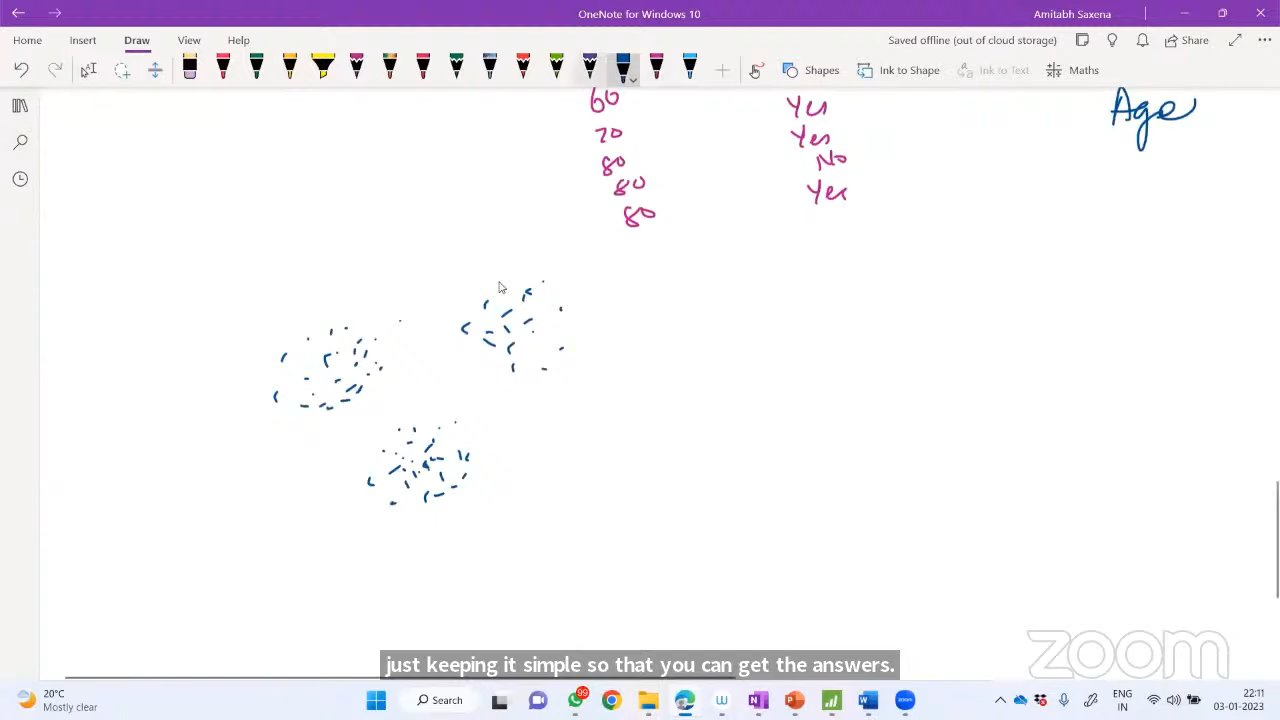 OneNote for Windows 10
Amitabh Saxena
Home Insert Draw View Help
Saved offline (out of cloud storage)
Share
Shapes
Ink to Shape
Ink to Text
Maths
60 Yes Age
70 Yes
80 No
80 Yes
80
just keeping it simple so that you can get the answers.
zoom
20°C
Mostly clear
Search
99
ENG
IN
22:11
03-01-2023